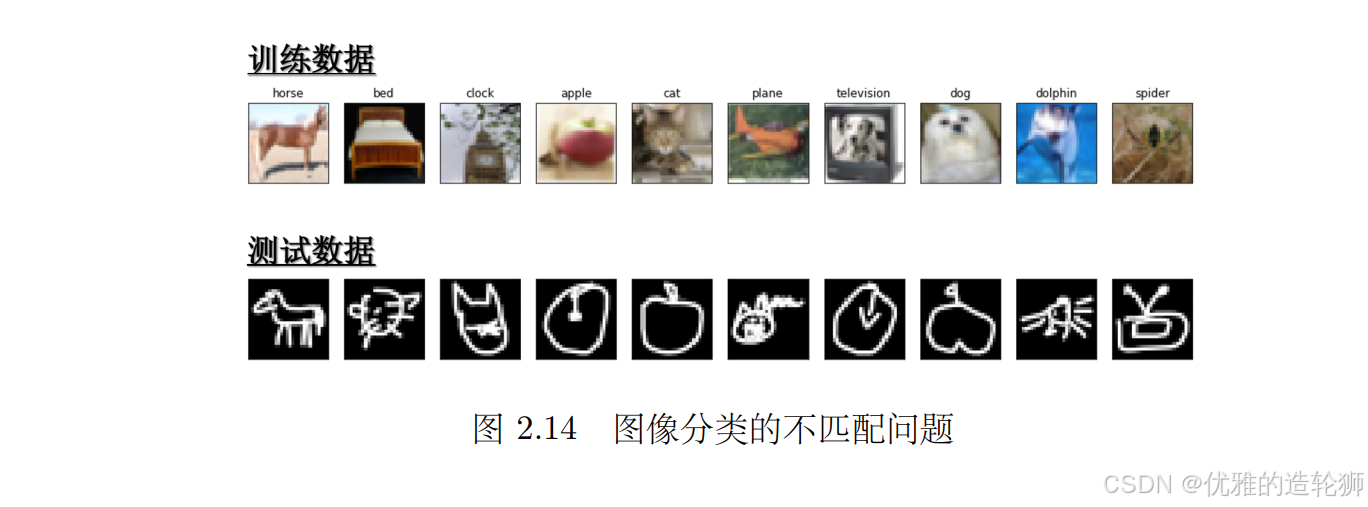 训练数据
horse bed clock apple cat plane television dog dolphin spider
测试数据
图 2.14 图像分类的不匹配问题
CSDN @优雅的造轮狮